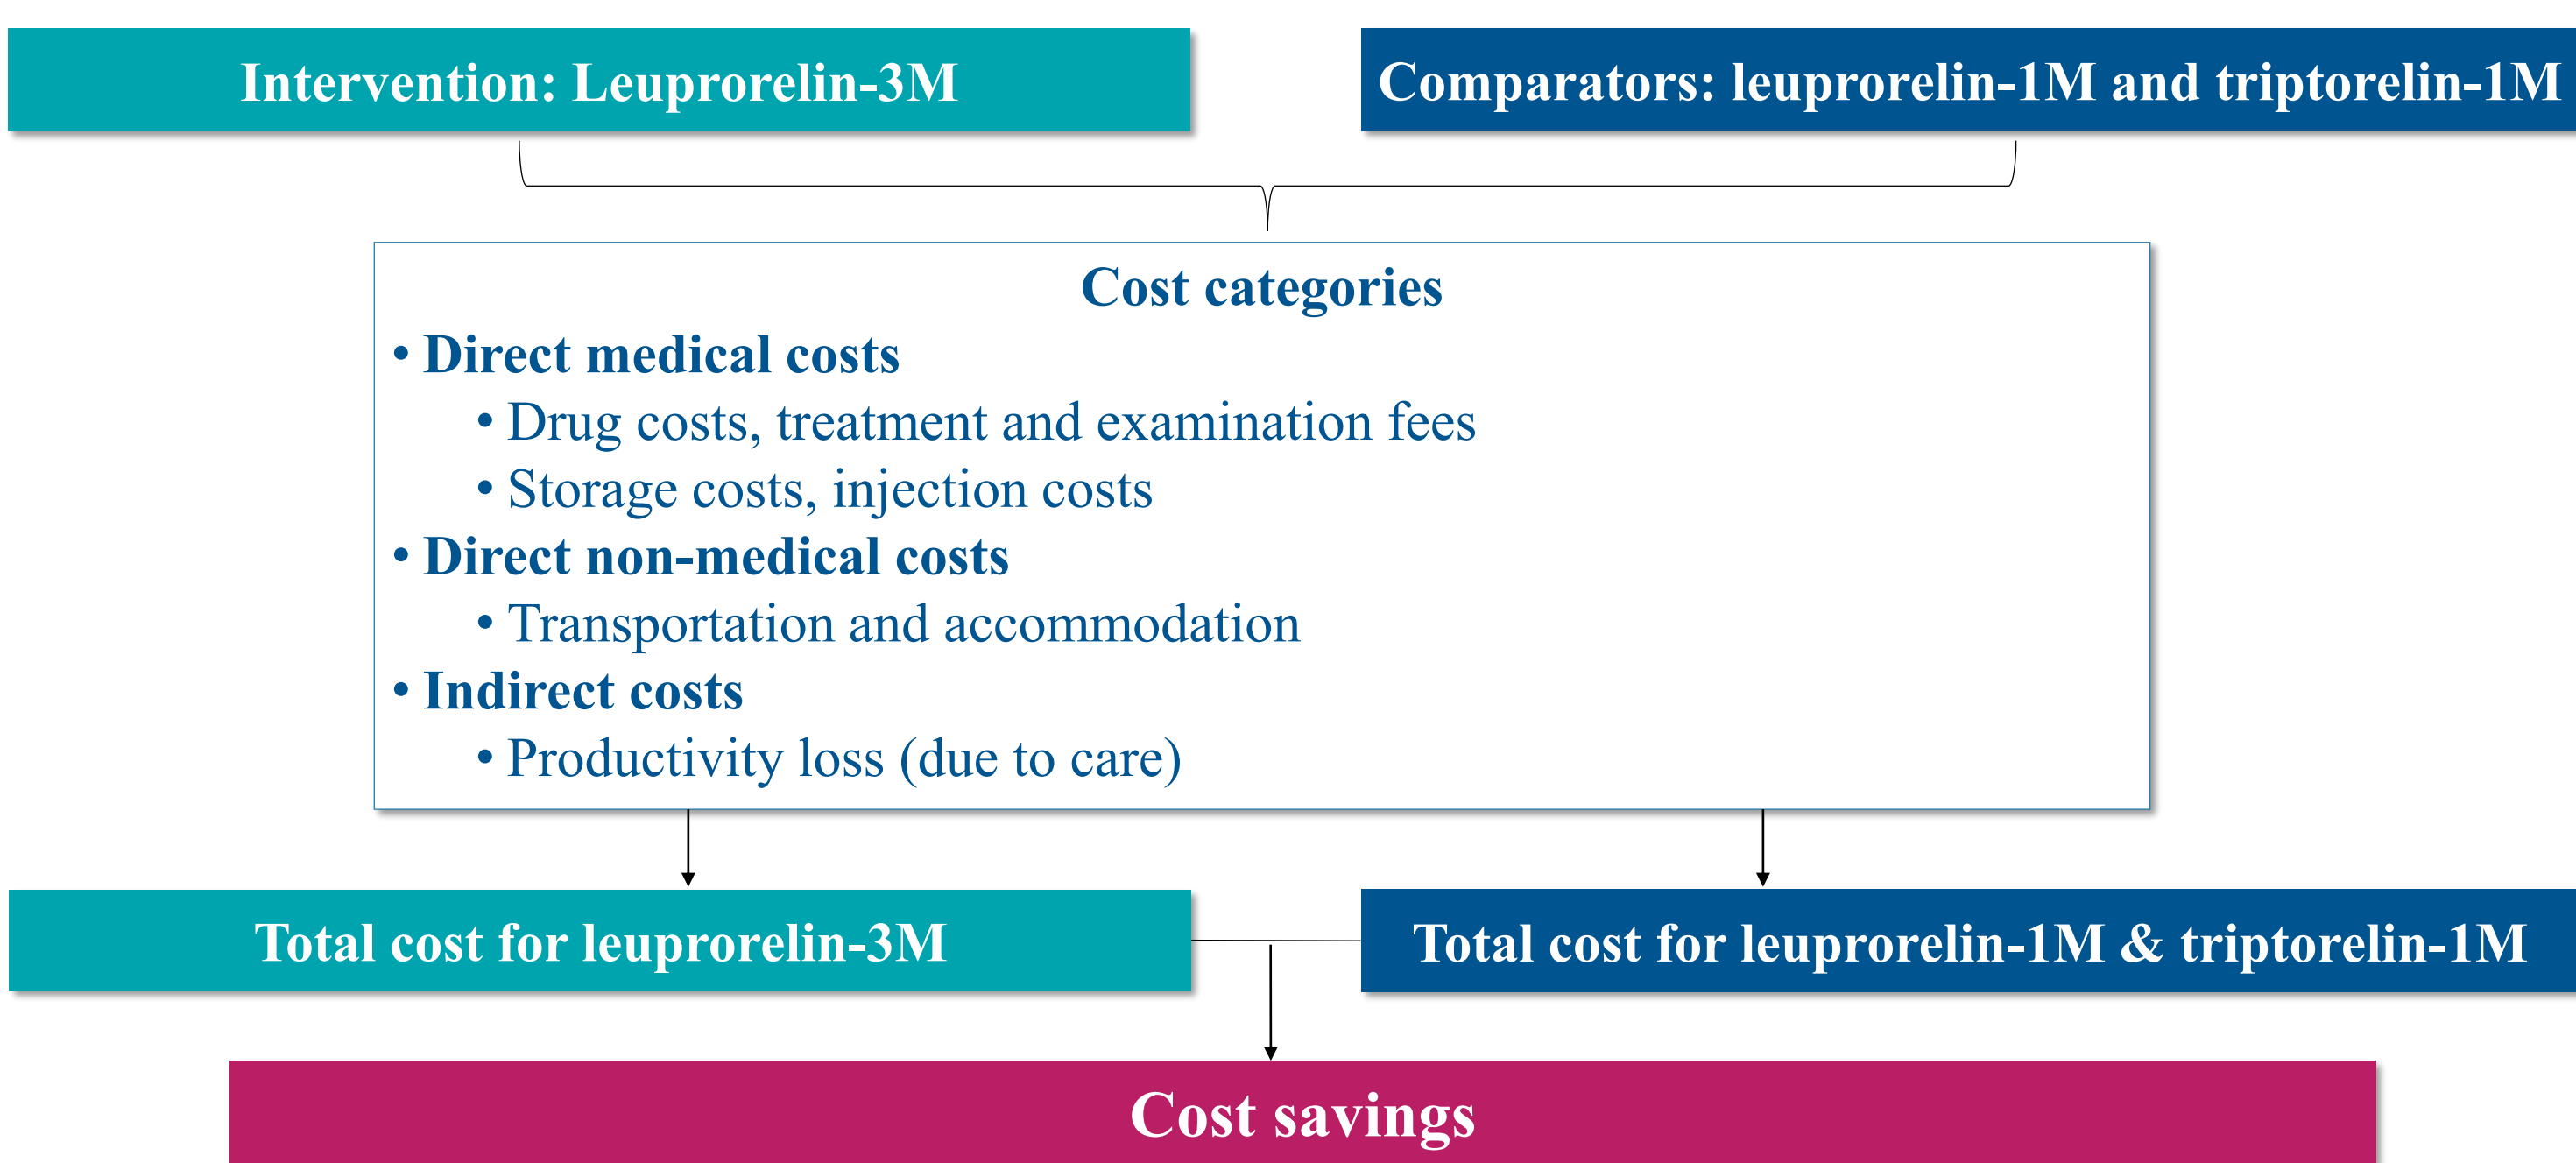 Intervention: Leuprorelin-3M
Comparators: leuprorelin-1M and triptorelin-1M
Cost categories
• Direct medical costs
• Drug costs, treatment and examination fees
• Storage costs, injection costs
• Direct non-medical costs
• Transportation and accommodation
• Indirect costs
• Productivity loss (due to care)
Total cost for leuprorelin-3M
Total cost for leuprorelin-1M & triptorelin-1M
Cost savings